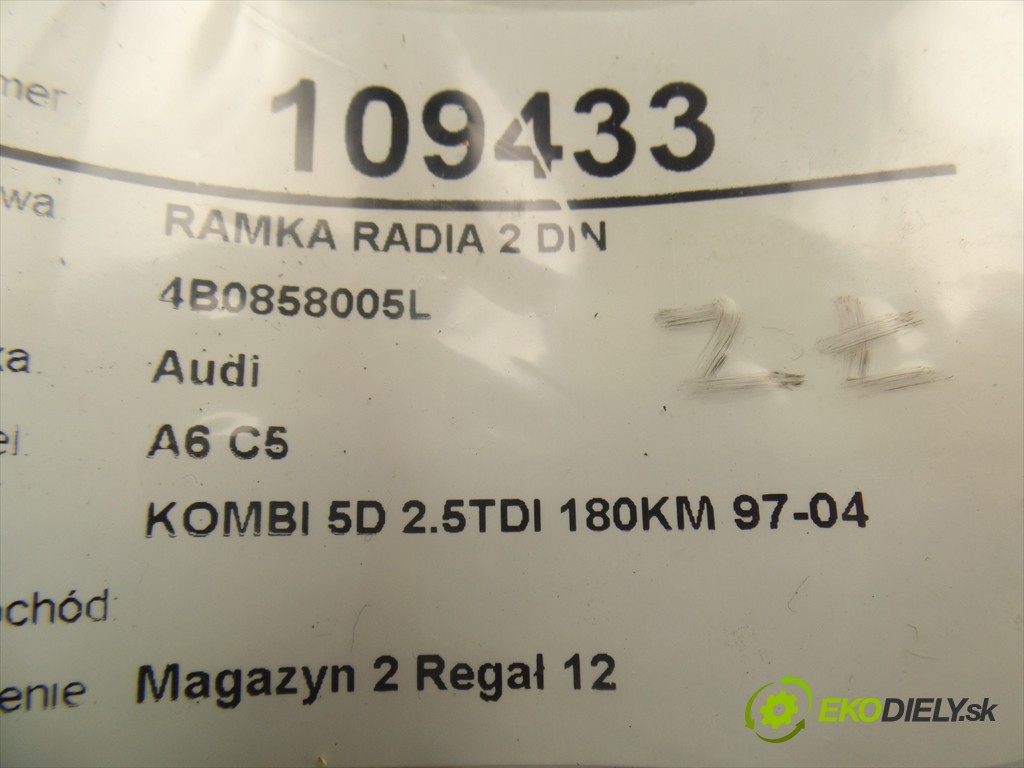 mer 109433
wa RAMKA RADIA 2 DIN
4B0858005L
ka Audi
el: A6 C5
KOMBI 5D 2.5TDI 180KM 97-04
ochód:
enie Magazyn 2 Regał 12
EKODIELY.sk